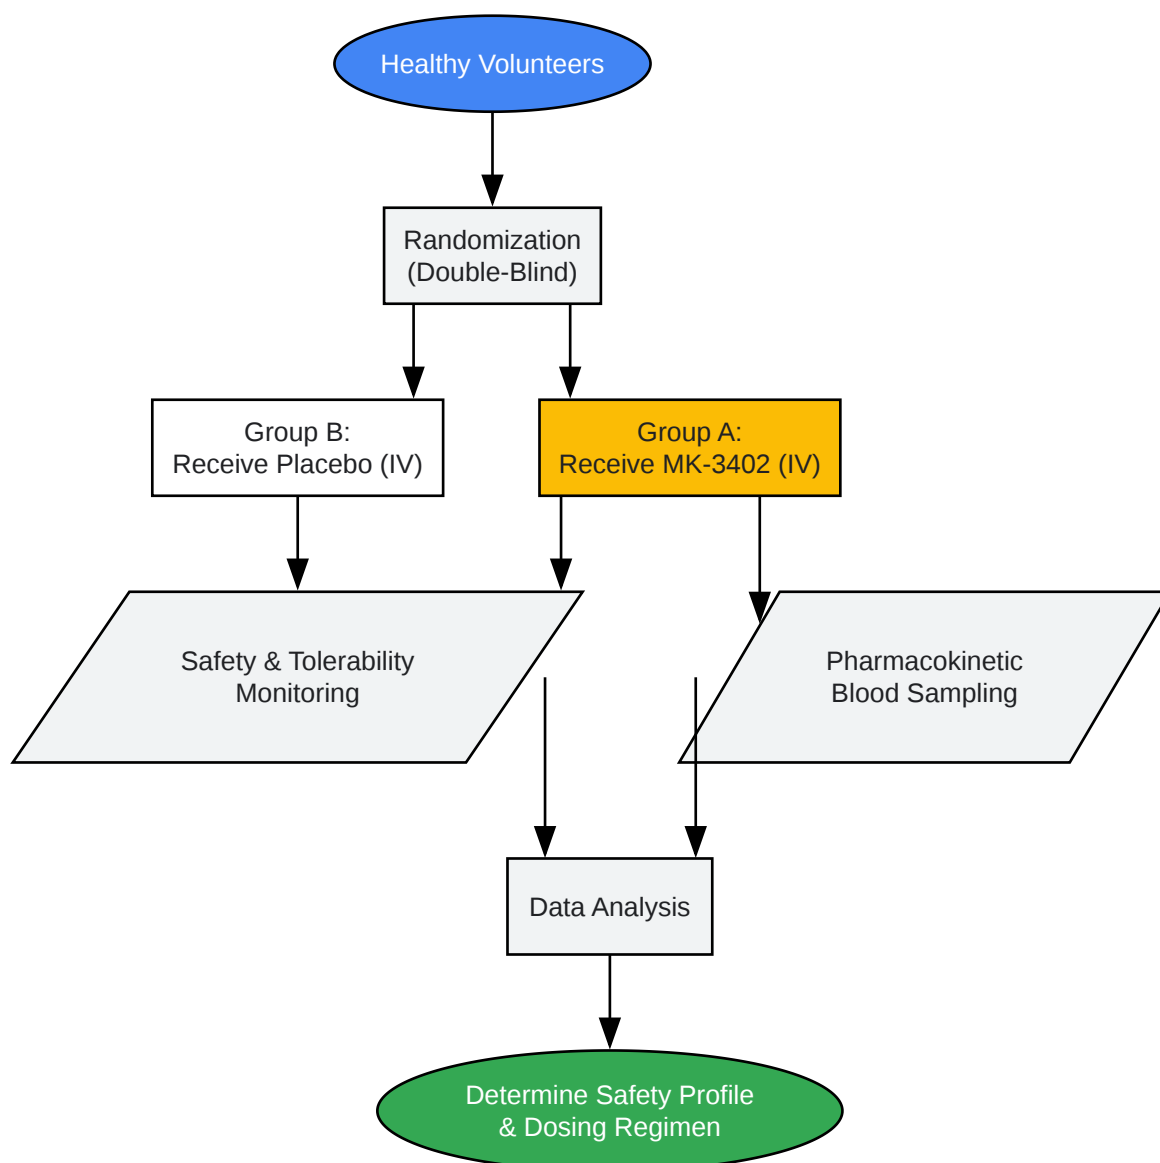 Healthy Volunteers
Randomization
(Double-Blind)
Group B:
Receive Placebo (IV)
Group A:
Receive MK-3402 (IV)
Safety & Tolerability
Monitoring
Pharmacokinetic
Blood Sampling
Data Analysis
Determine Safety Profile
& Dosing Regimen